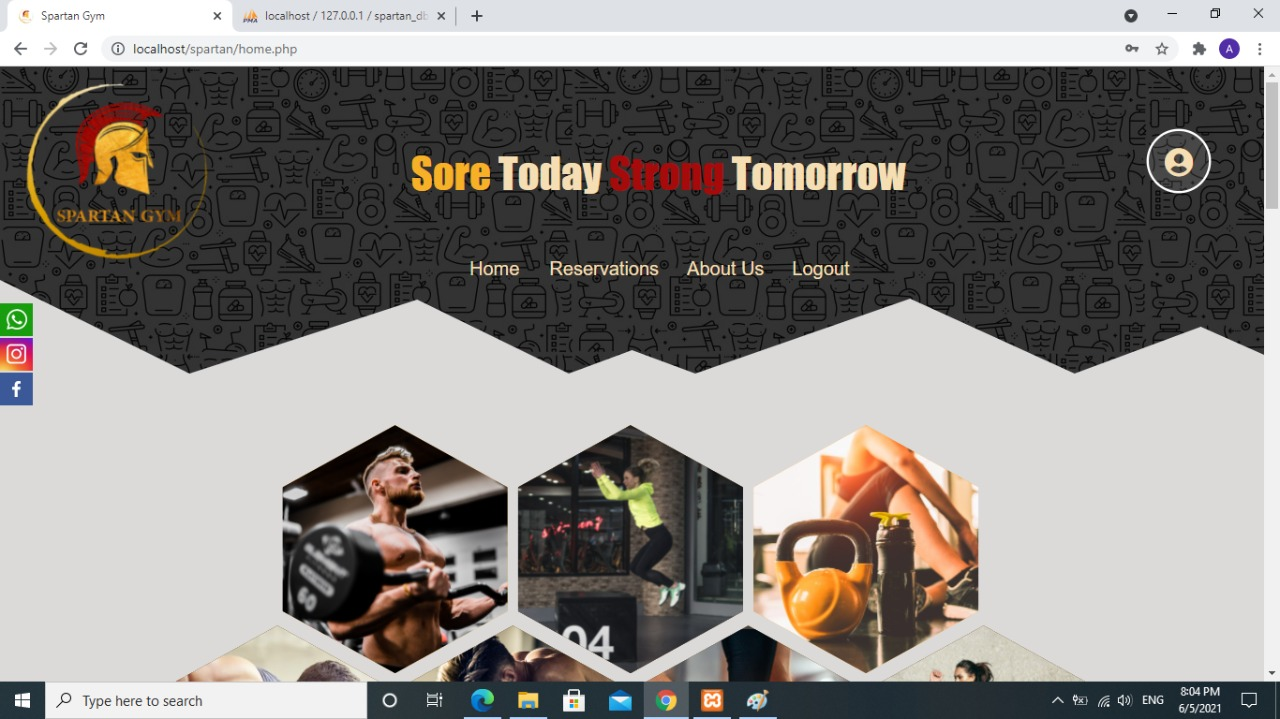 Spartan Gym
localhost / 127.0.0.1 / spartan_db
localhost/spartan/home.php
A
SPARTAN GYM
Sore Today Strong Tomorrow
Home Reservations About Us Logout
60
04
Type here to search
ENG
8:04 PM
6/5/2021